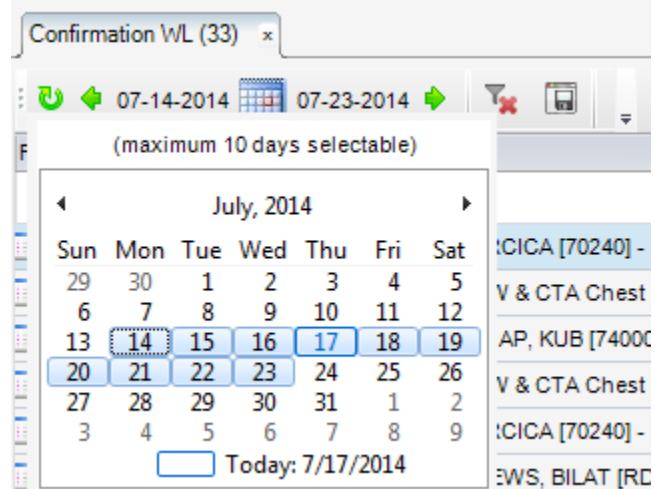 Confirmation WL (33) ×
07-14-2014 07-23-2014
(maximum 10 days selectable)
July, 2014
Sun Mon Tue Wed Thu Fri Sat
29 30 1 2 3 4 5
6 7 8 9 10 11 12
13 14 15 16 17 18 19
20 21 22 23 24 25 26
27 28 29 30 31 1 2
3 4 5 6 7 8 9
Today: 7/17/2014
CICA [70240] -
& CTA Chest
AP, KUB [74000
& CTA Chest
CICA [70240] -
EWS, BILAT [RD